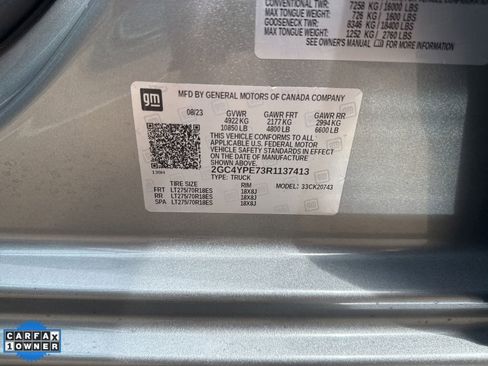 CONVENTIONAL TWR: 7258 KG / 16000 LBS
MAX TONGUE WEIGHT: 726 KG / 1600 LBS
GOOSENECK TWR: 8346 KG / 18400 LBS
MAX TONGUE WEIGHT: 1252 KG / 2760 LBS
SEE OWNER'S MANUAL FOR MORE INFORMATION
gm
MFD BY GENERAL MOTORS OF CANADA COMPANY
08/23 GVWR GAWR FRT GAWR RR
4922 KG 2177 KG 2994 KG
10850 LB 4800 LB 6600 LB
THIS VEHICLE CONFORMS TO ALL
APPLICABLE U.S. FEDERAL MOTOR
VEHICLE SAFETY STANDARDS IN EFFECT ON
THE DATE OF MANUFACTURE
SHOWN ABOVE.
2GC4YPE73R1137413
TYPE: TRUCK
MODEL: 33CK20743
RIM
FRT LT275/70R18ES 18X8J
RR LT275/70R18ES 18X8J
SPA LT275/70R18ES 18X8J
CARFAX
1 OWNER